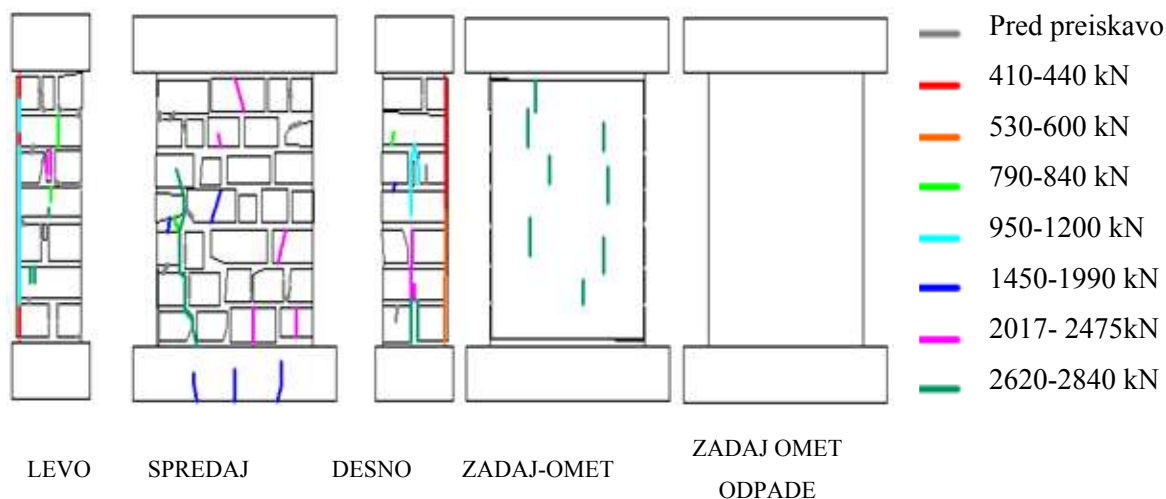 Pred preiskavo
410-440 kN
530-600 kN
790-840 kN
950-1200 kN
1450-1990 kN
2017- 2475kN
2620-2840 kN
LEVO
SPREDAJ
DESNO
ZADAJ-OMET
ZADAJ OMET
ODPADE